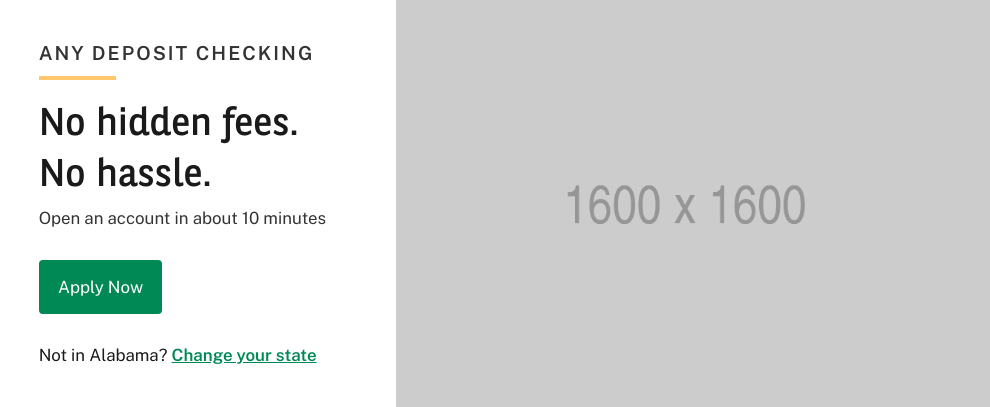 ANY DEPOSIT CHECKING
No hidden fees.
No hassle.
Open an account in about 10 minutes
Apply Now
Not in Alabama? Change your state
1600 x 1600